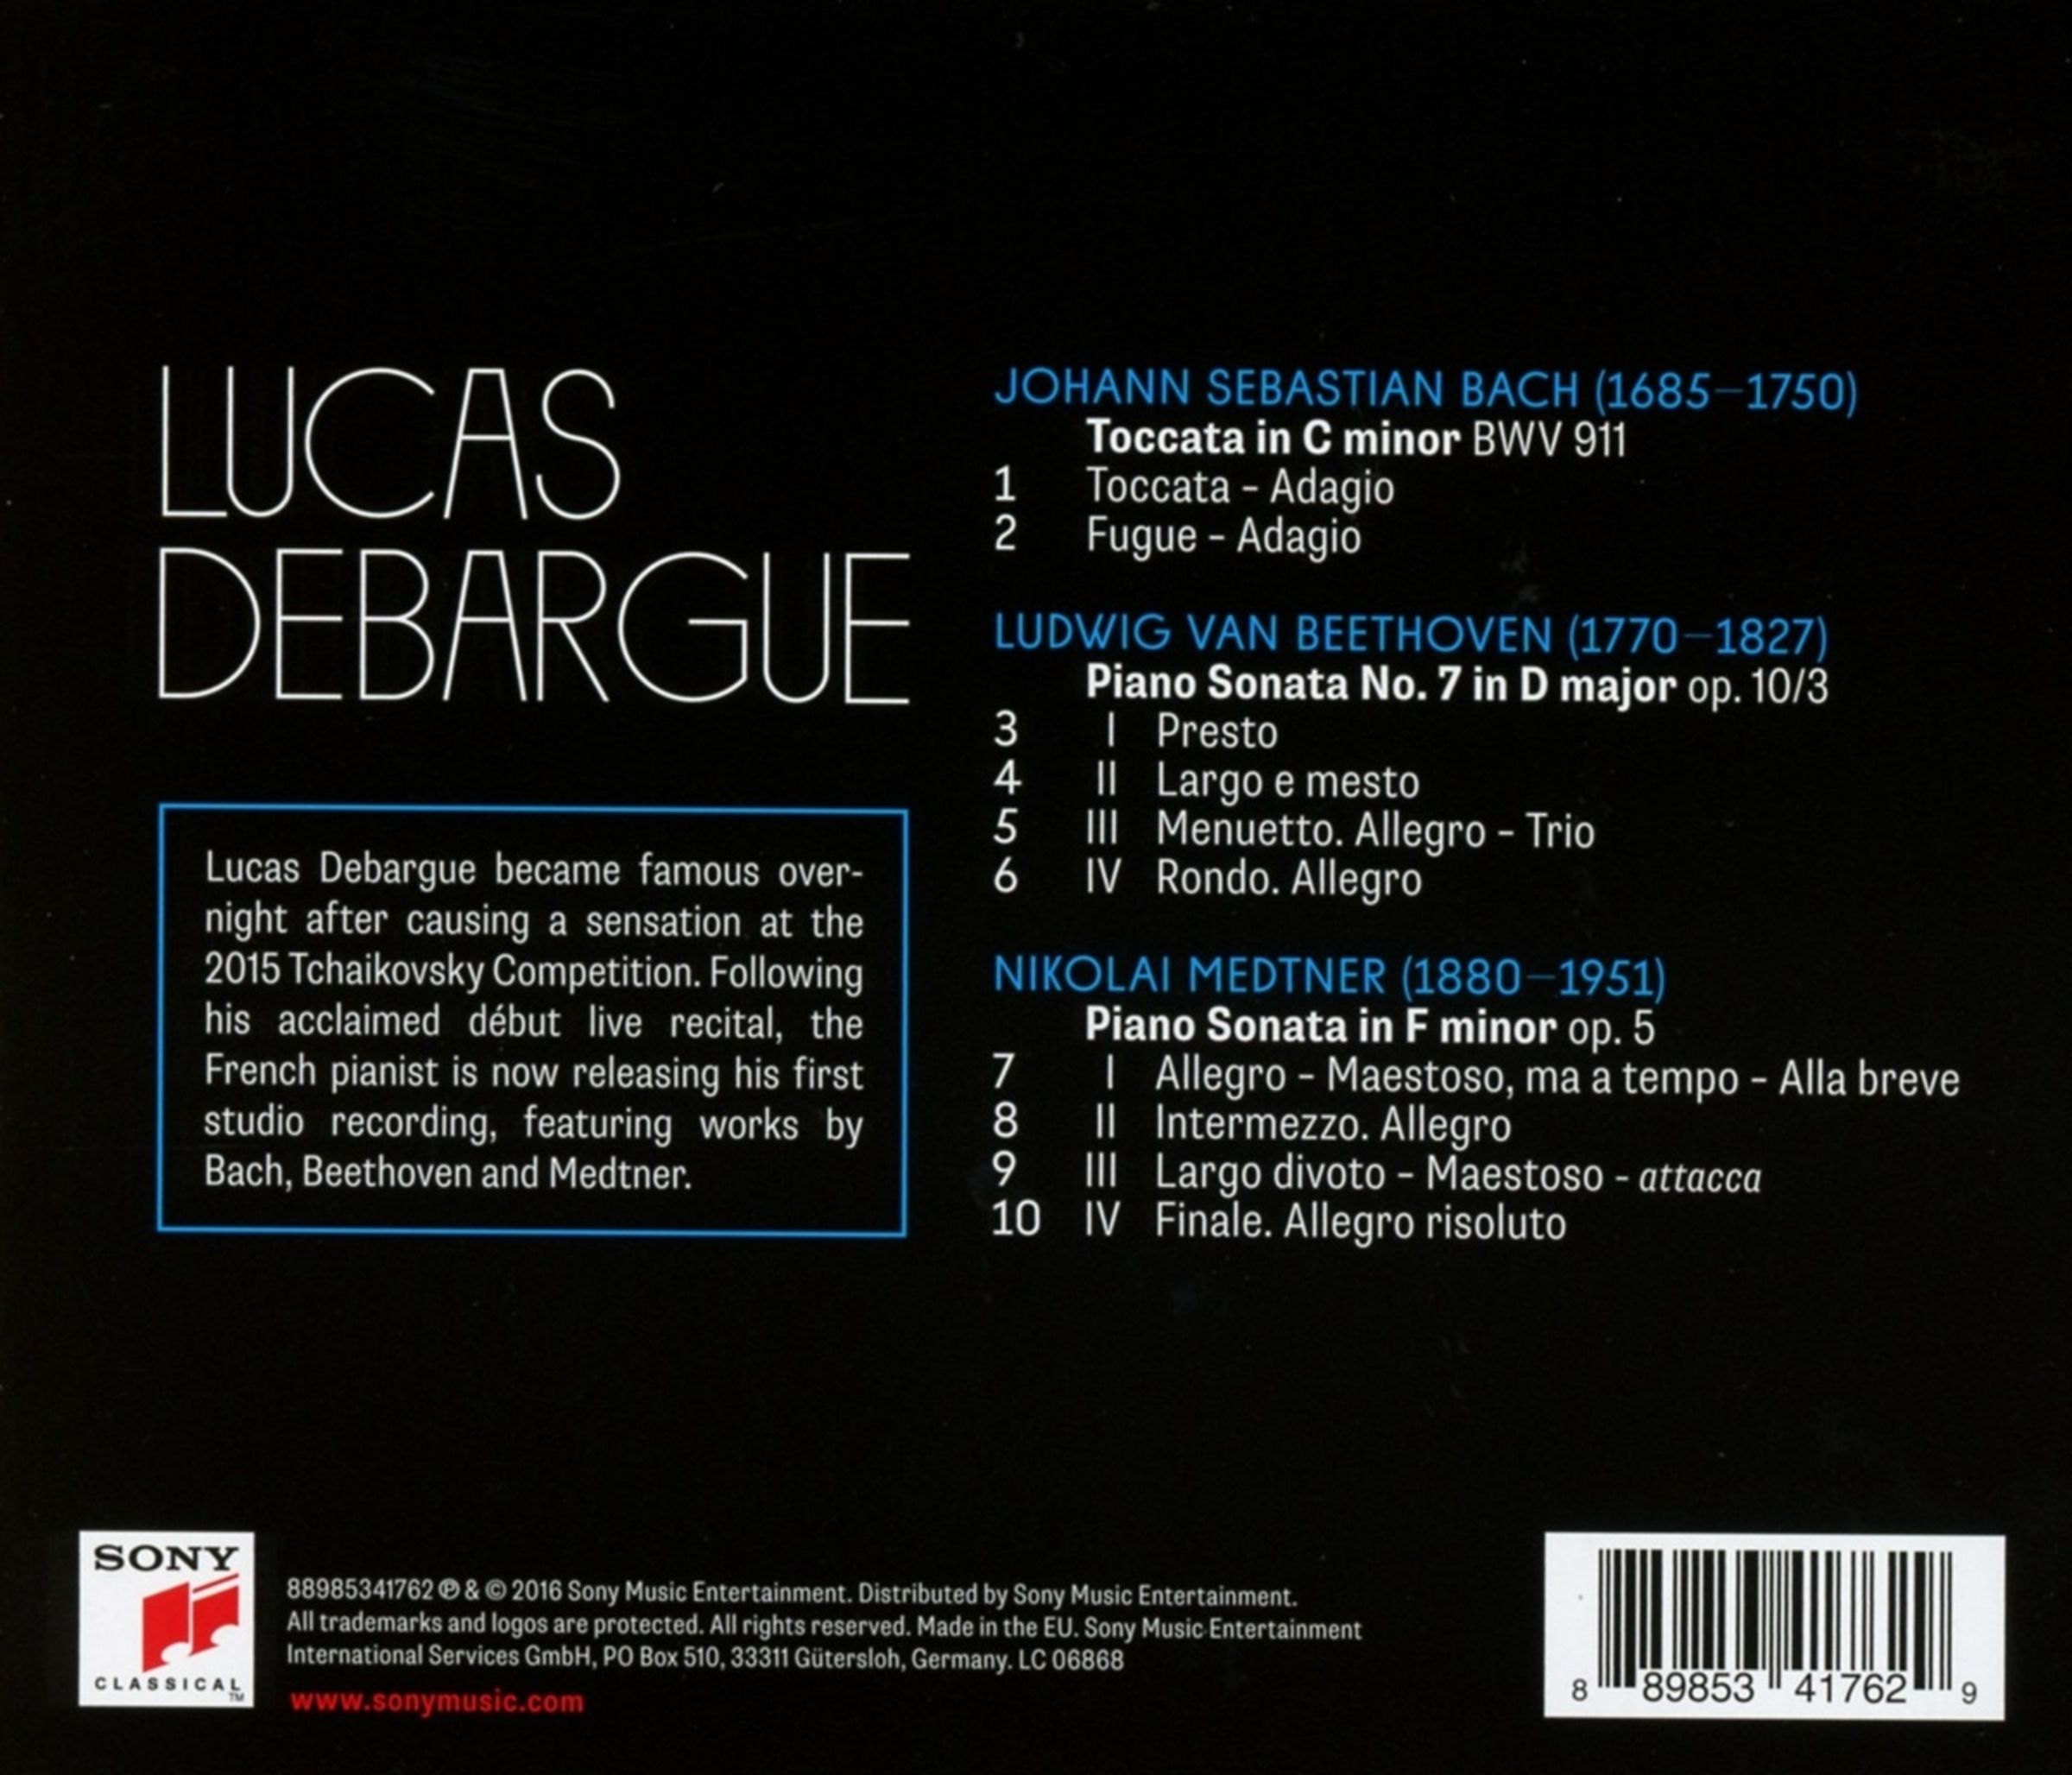 LUCAS
DEBARGUE
Lucas Debargue became famous over-
night after causing a sensation at the
2015 Tchaikovsky Competition. Following
his acclaimed début live recital, the
French pianist is now releasing his first
studio recording, featuring works by
Bach, Beethoven and Medtner.
JOHANN SEBASTIAN BACH (1685–1750)
Toccata in C minor BWV 911
1 Toccata – Adagio
2 Fugue – Adagio
LUDWIG VAN BEETHOVEN (1770–1827)
Piano Sonata No. 7 in D major op. 10/3
3 I Presto
4 II Largo e mesto
5 III Menuetto. Allegro – Trio
6 IV Rondo. Allegro
NIKOLAI MEDTNER (1880–1951)
Piano Sonata in F minor op. 5
7 I Allegro – Maestoso, ma a tempo – Alla breve
8 II Intermezzo. Allegro
9 III Largo divoto – Maestoso – attacca
10 IV Finale. Allegro risoluto
SONY
CLASSICAL™
88985341762 ℗ & © 2016 Sony Music Entertainment. Distributed by Sony Music Entertainment.
All trademarks and logos are protected. All rights reserved. Made in the EU. Sony Music Entertainment
International Services GmbH, PO Box 510, 33311 Gütersloh, Germany. LC 06868
www.sonymusic.com
8 89853 41762 9